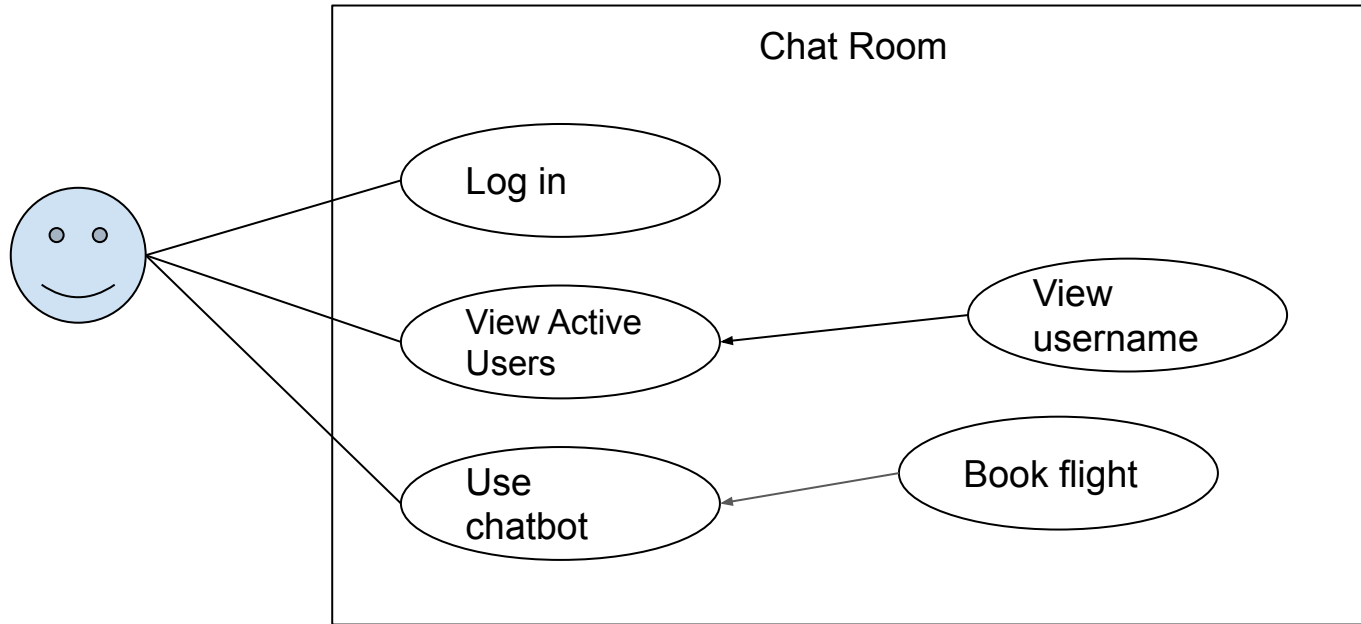 Chat Room
Log in
View Active
Users
View
username
Use
chatbot
Book flight